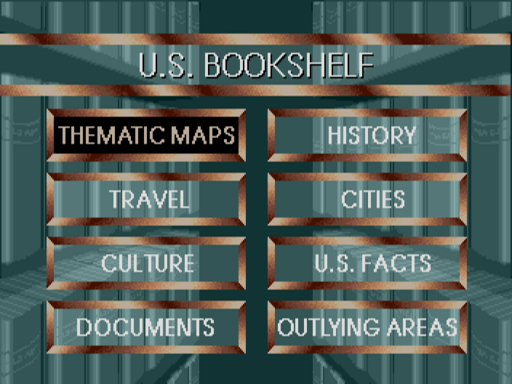 U.S. BOOKSHELF
THEMATIC MAPS
HISTORY
TRAVEL
CITIES
CULTURE
U.S. FACTS
DOCUMENTS
OUTLYING AREAS